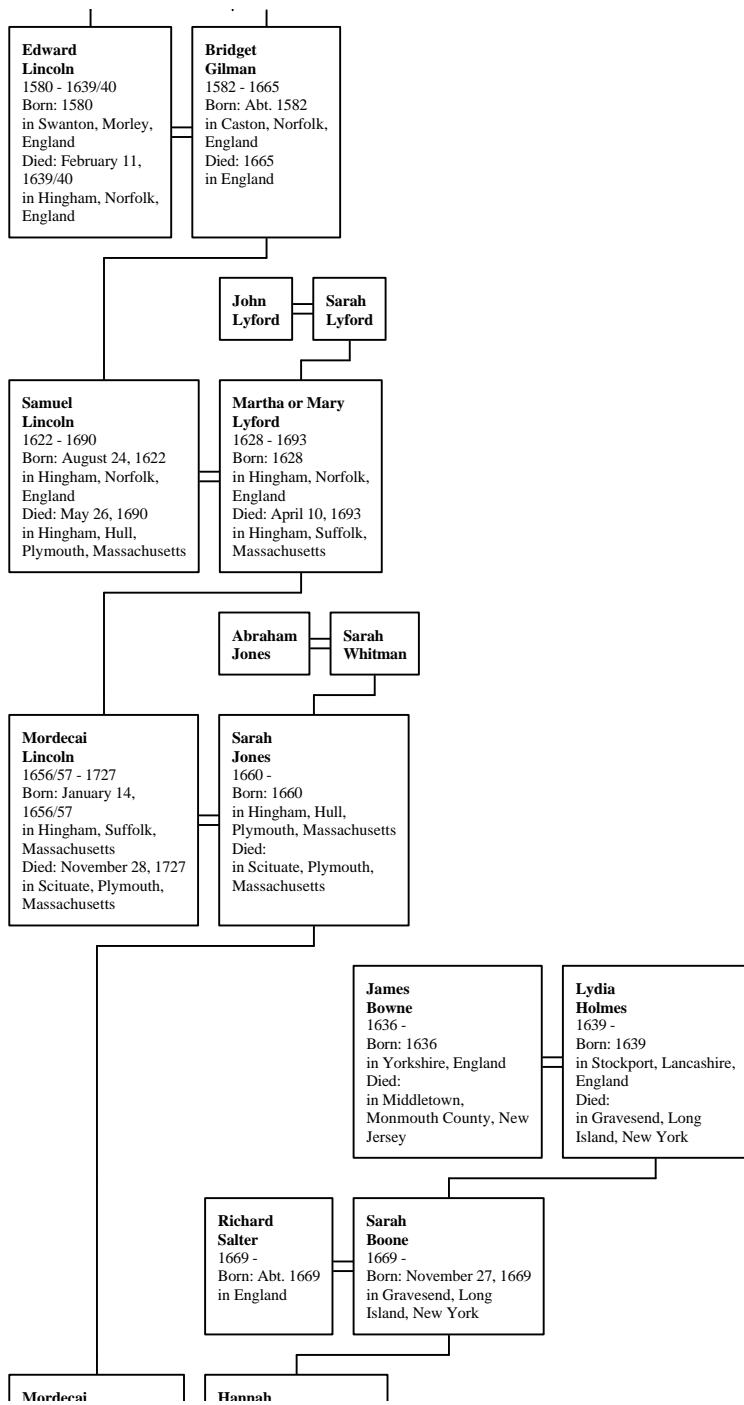 Edward
Lincoln
1580 - 1639/40
Born: 1580
in Swanton, Morley,
England
Died: February 11,
1639/40
in Hingham, Norfolk,
England
Bridget
Gilman
1582 - 1665
Born: Abt. 1582
in Caston, Norfolk,
England
Died: 1665
in England
John
Lyford
Sarah
Lyford
Samuel
Lincoln
1622 - 1690
Born: August 24, 1622
in Hingham, Norfolk,
England
Died: May 26, 1690
in Hingham, Hull,
Plymouth, Massachusetts
Martha or Mary
Lyford
1628 - 1693
Born: 1628
in Hingham, Norfolk,
England
Died: April 10, 1693
in Hingham, Suffolk,
Massachusetts
Abraham
Jones
Sarah
Whitman
Mordecai
Lincoln
1656/57 - 1727
Born: January 14,
1656/57
in Hingham, Suffolk,
Massachusetts
Died: November 28, 1727
in Scituate, Plymouth,
Massachusetts
Sarah
Jones
1660 -
Born: 1660
in Hingham, Hull,
Plymouth, Massachusetts
Died:
in Scituate, Plymouth,
Massachusetts
James
Bowne
1636 -
Born: 1636
in Yorkshire, England
Died:
in Middletown,
Monmouth County, New
Jersey
Lydia
Holmes
1639 -
Born: 1639
in Stockport, Lancashire,
England
Died:
in Gravesend, Long
Island, New York
Richard
Salter
1669 -
Born: Abt. 1669
in England
Sarah
Boone
1669 -
Born: November 27, 1669
in Gravesend, Long
Island, New York
Mordecai
Hannah